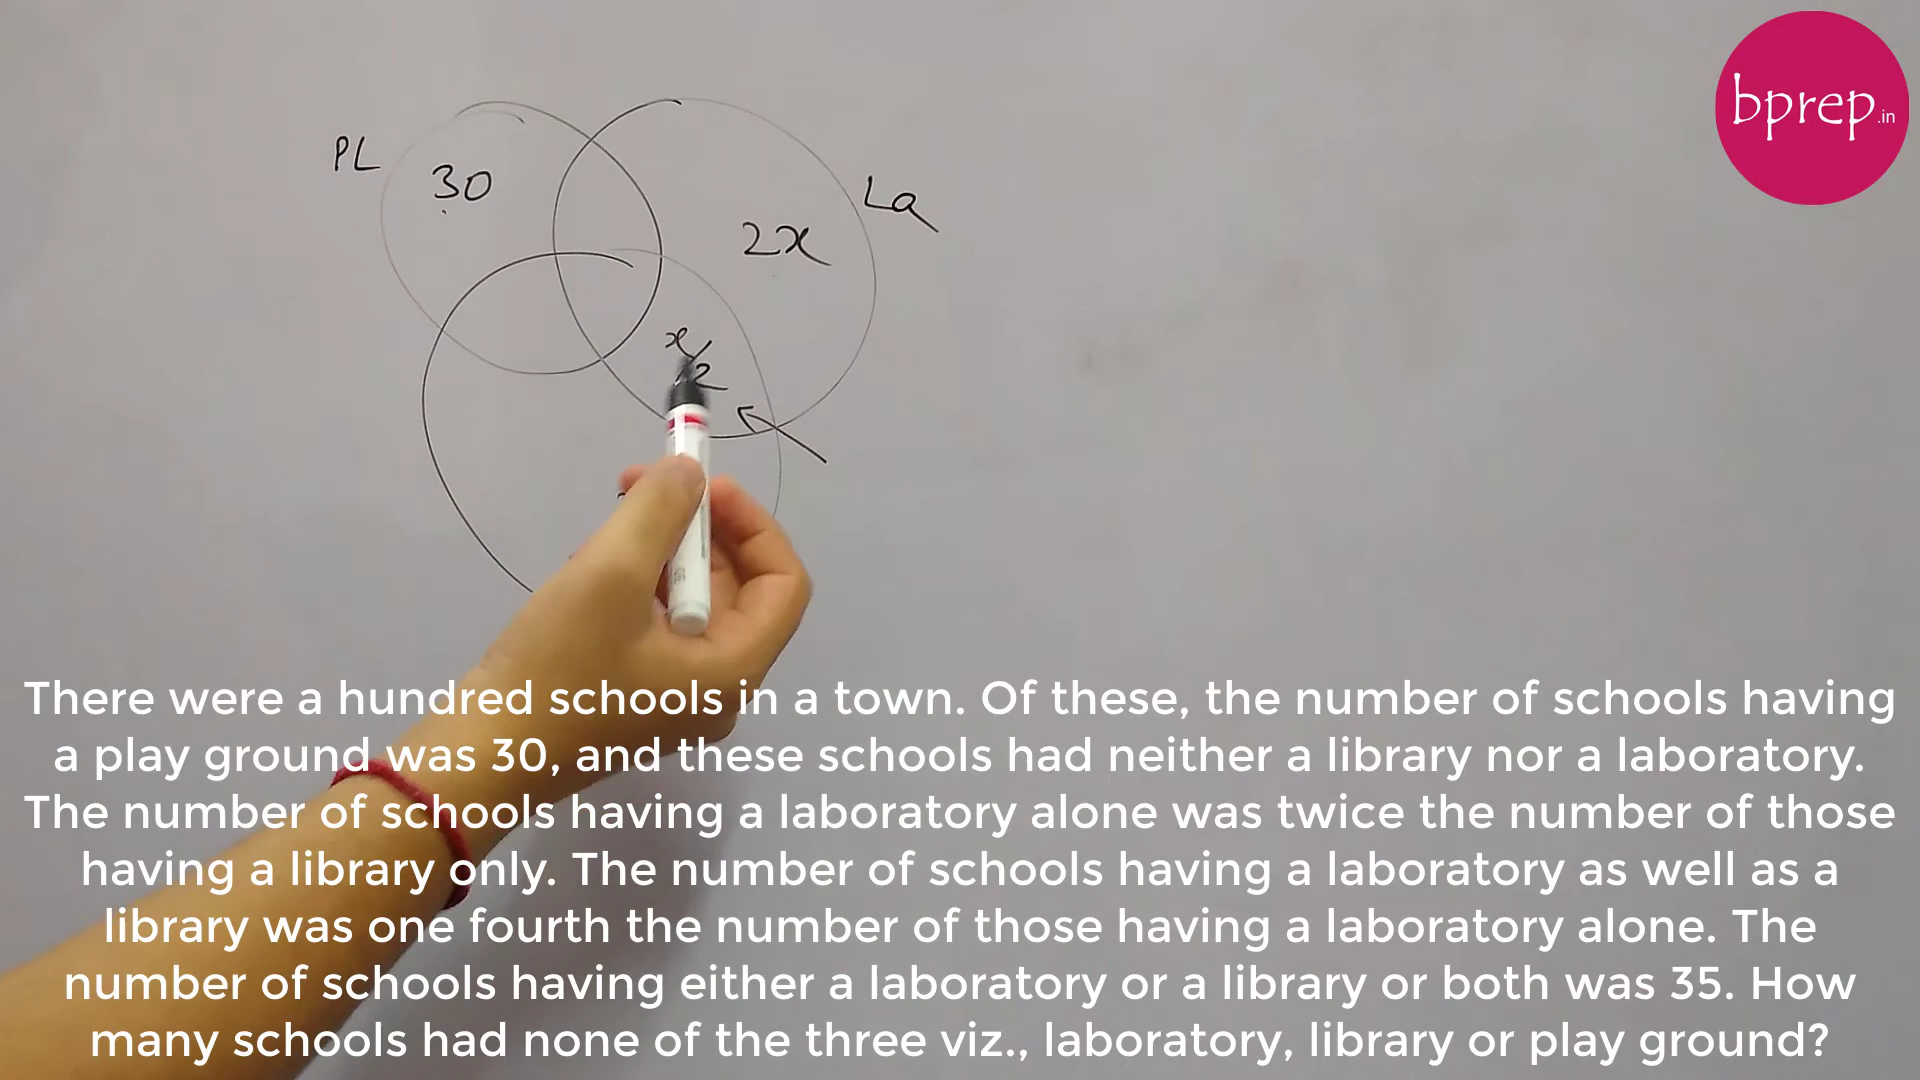 bprep.in
PL
30
La
2x
x/2
There were a hundred schools in a town. Of these, the number of schools having
a play ground was 30, and these schools had neither a library nor a laboratory.
The number of schools having a laboratory alone was twice the number of those
having a library only. The number of schools having a laboratory as well as a
library was one fourth the number of those having a laboratory alone. The
number of schools having either a laboratory or a library or both was 35. How
many schools had none of the three viz., laboratory, library or play ground?